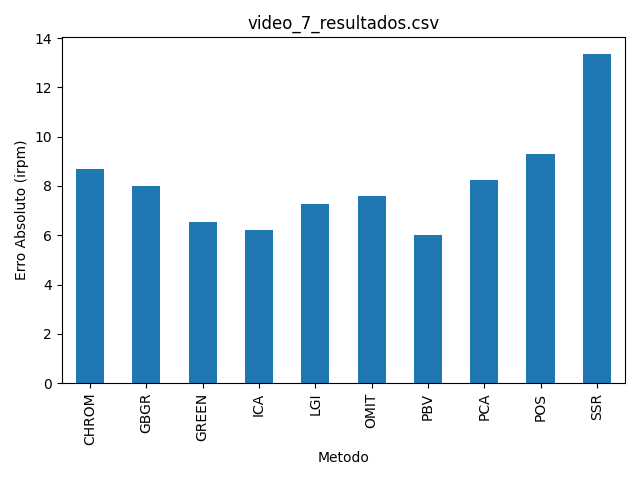 video_7_resultados.csv
14
12
10
8
6
4
2
0
Erro Absoluto (irpm)
CHROM
GBGR
GREEN
ICA
LGI
OMIT
PBV
PCA
POS
SSR
Metodo